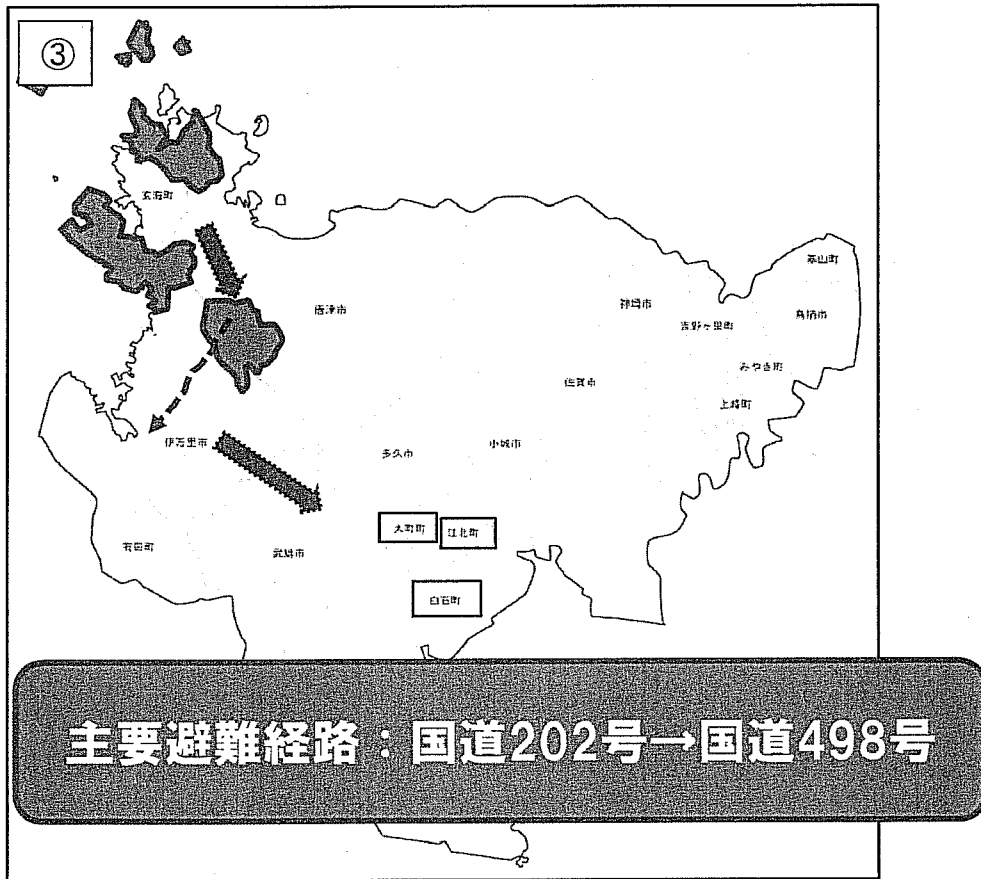 ③
玄海町
基山町
唐津市
神埼市
吉野ヶ里町
鳥栖市
みやき町
佐賀市
上峰町
伊万里市
多久市
小城市
大町町
江北町
有田町
武雄市
白石町
主要避難経路：国道202号→国道498号